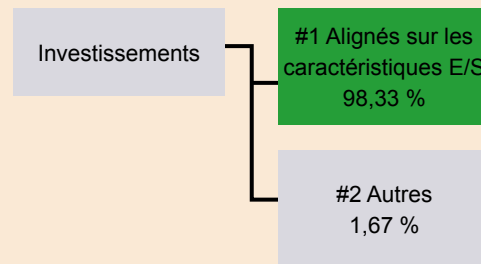 Investissements
#1 Alignés sur les
caractéristiques E/S
98,33 %
#2 Autres
1,67 %